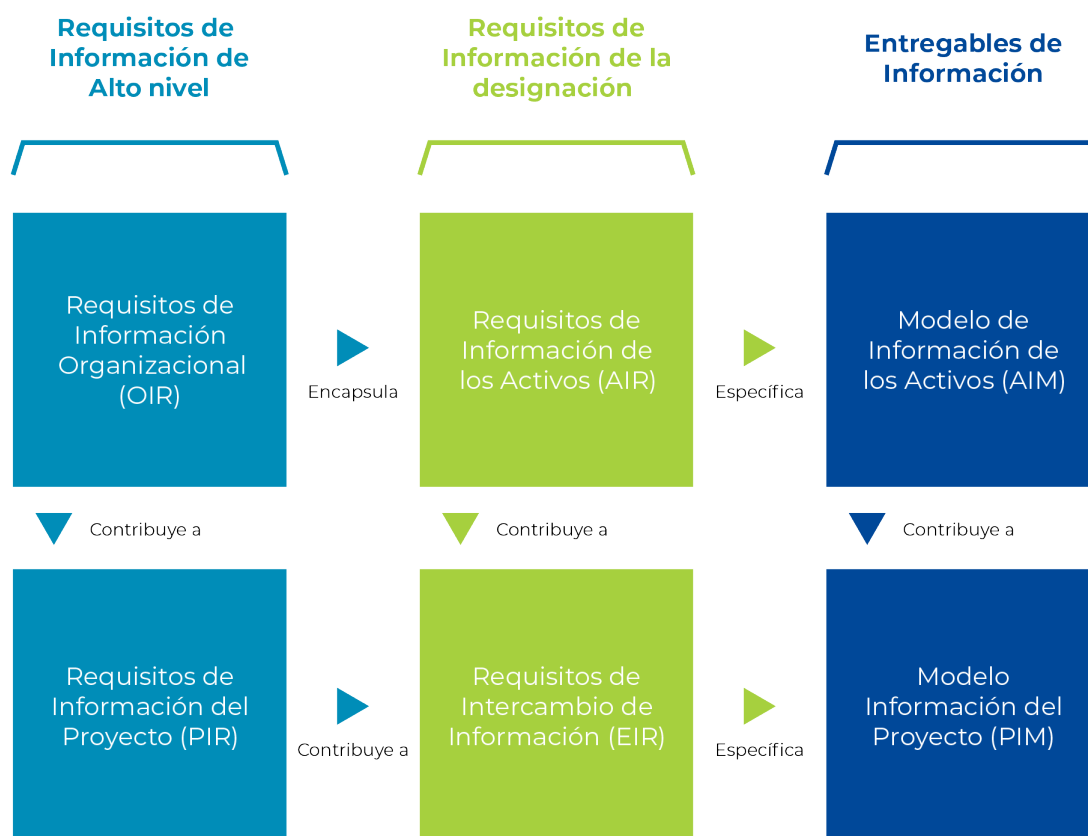 Requisitos de
Información de
Alto nivel
Requisitos de
Información de la
designación
Entregables de
Información
Requisitos de
Información
Organizacional
(OIR)
Encapsula
Requisitos de
Información de
los Activos (AIR)
Específica
Modelo de
Información de
los Activos (AIM)
Contribuye a
Contribuye a
Contribuye a
Requisitos de
Información del
Proyecto (PIR)
Contribuye a
Requisitos de
Intercambio de
Información (EIR)
Específica
Modelo
Información del
Proyecto (PIM)